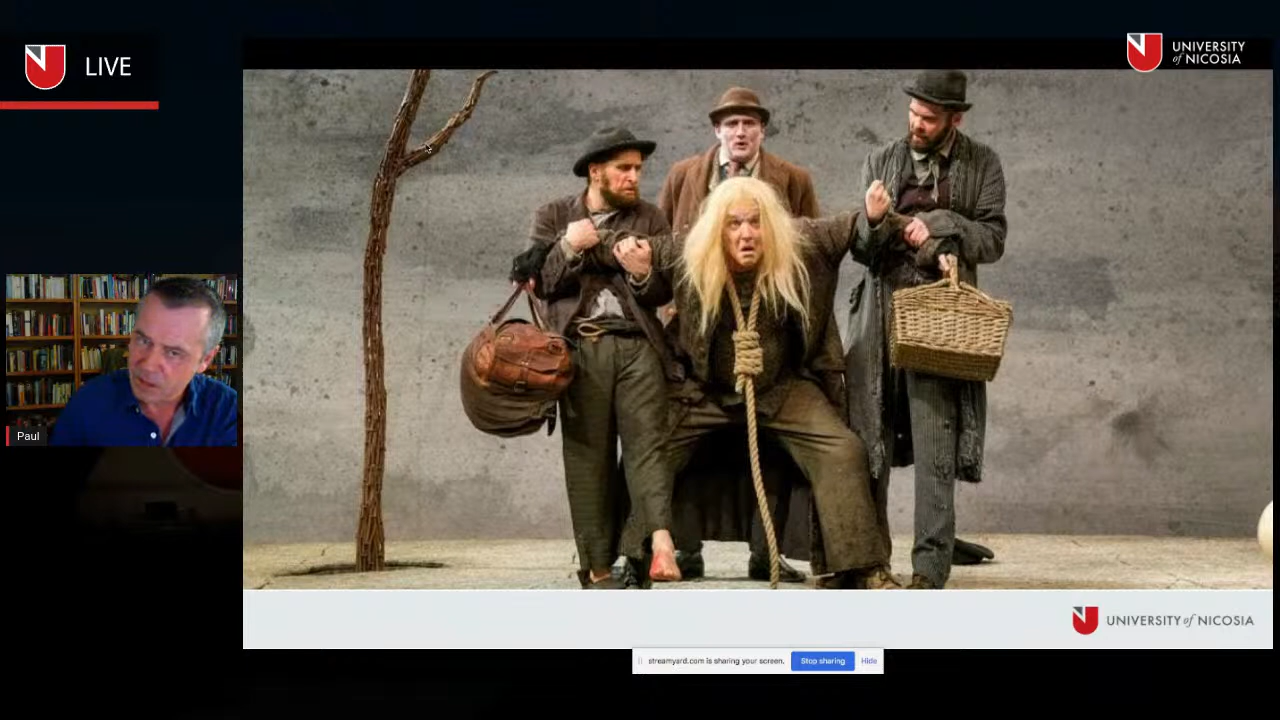 LIVE
UNIVERSITY
of NICOSIA
Paul
UNIVERSITY of NICOSIA
streamyard.com is sharing your screen.
Stop sharing
Hide